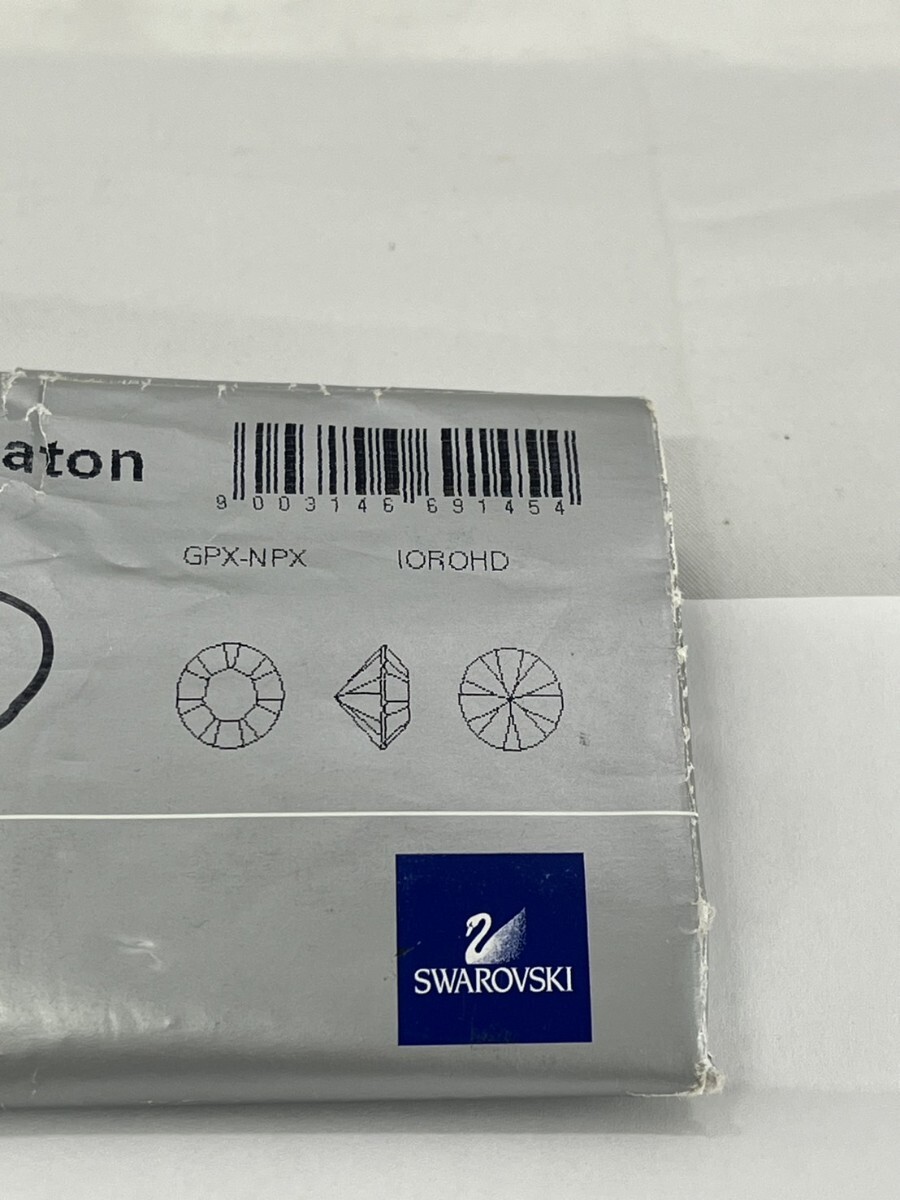 aton
9 003146 691454
GPX-NPX IOROHD
SWAROVSKI